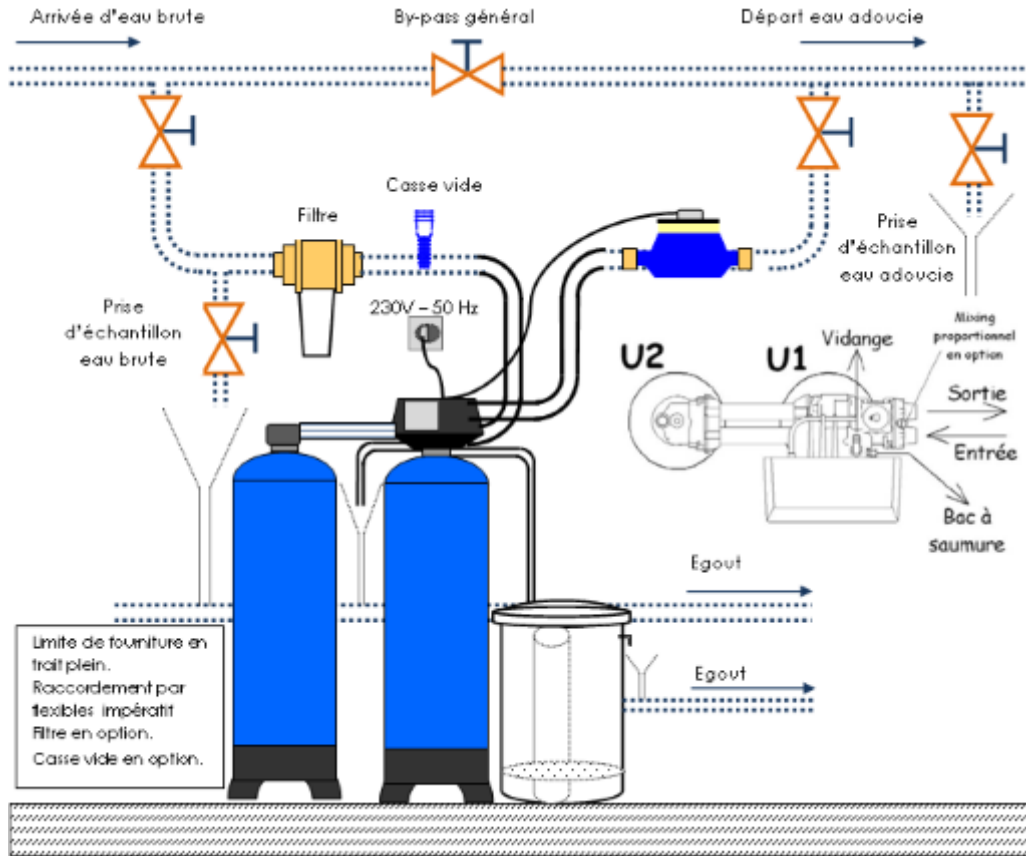 Arrivée d'eau brute
By-pass général
Départ eau adoucie
Casse vide
Filtre
Prise
d'échantillon
eau adoucie
230V – 50 Hz
Prise
d'échantillon
eau brute
Mixing
proportionnel
en option
Vidange
U2
U1
Sortie
Entrée
Bac à
saumure
Egout
Egout
Limite de fourniture en
trait plein.
Raccordement par
flexibles impératif
Filtre en option.
Casse vide en option.